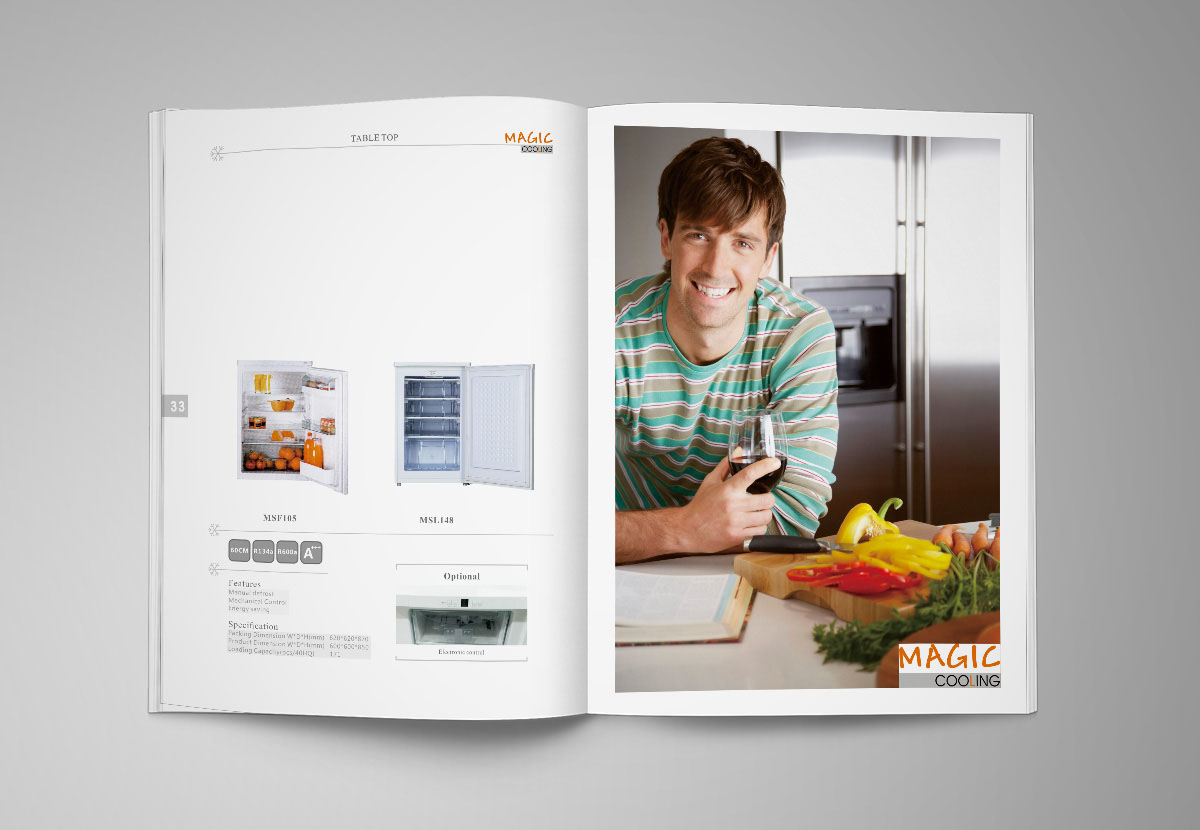 TABLE TOP
MAGIC
COOLING
33
MSF105
MSL148
60CM R134a R600a A+++
Features
Manual defrost
Mechanical Control
Energy saving
Optional
Electronic control
Specification
Packing Dimension W*D*H(mm) 620*620*870
Product Dimension W*D*H(mm) 600*600*850
Loading Capacity(pcs/40HQ)
MAGIC
COOLING